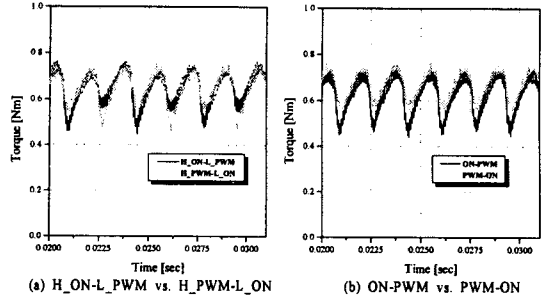 1.0
0.8
0.6
0.4
0.2
0.0
Torque [Nm]
H_ON-L_PWM
H_PWM-L_ON
0.0200 0.0225 0.0250 0.0275 0.0300
Time [sec]
(a) H_ON-L_PWM vs. H_PWM-L_ON
1.0
0.8
0.6
0.4
0.2
0.0
Torque [Nm]
ON-PWM
PWM-ON
0.0200 0.0225 0.0250 0.0275 0.0300
Time [sec]
(b) ON-PWM vs. PWM-ON